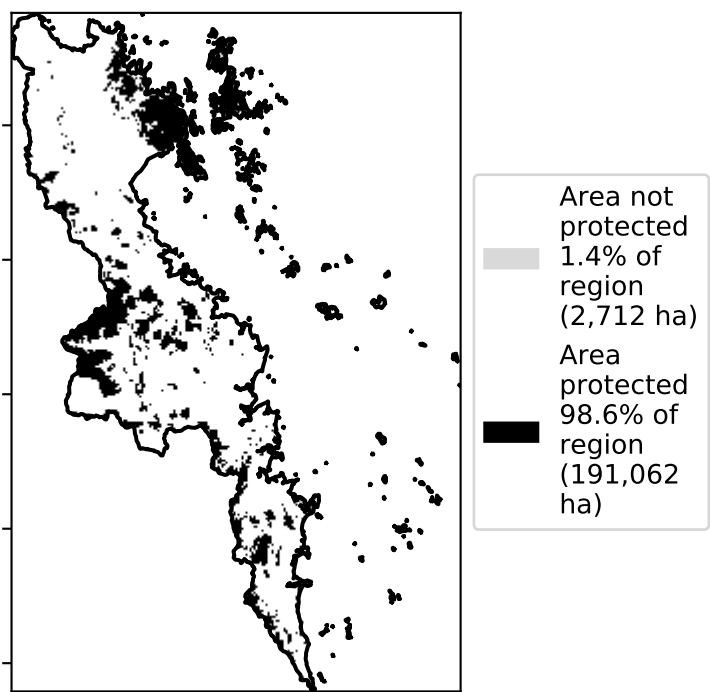 Area not
protected
1.4% of
region
(2,712 ha)
Area
protected
98.6% of
region
(191,062
ha)